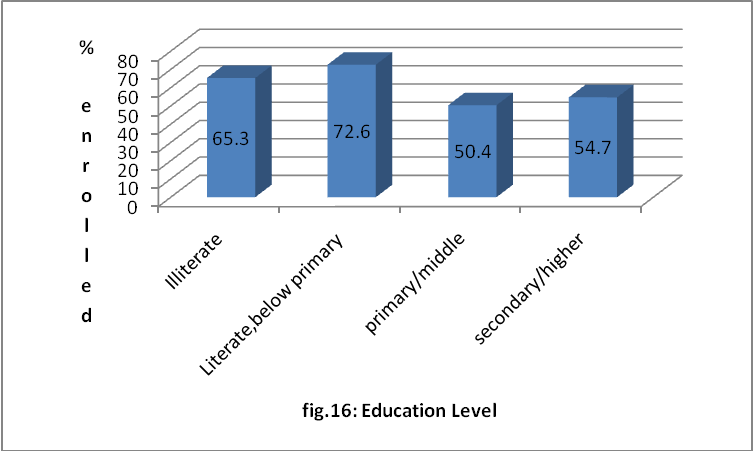 % enrolled
80
70
60
50
40
30
20
10
0
65.3
72.6
50.4
54.7
Illiterate
Literate,below primary
primary/middle
secondary/higher
fig.16: Education Level